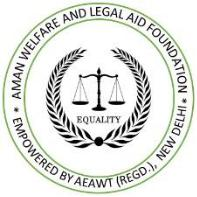 * AMAN WELFARE AND LEGAL AID FOUNDATION *
EMPOWERED BY AEAWT (REGD.), NEW DELHI
EQUALITY